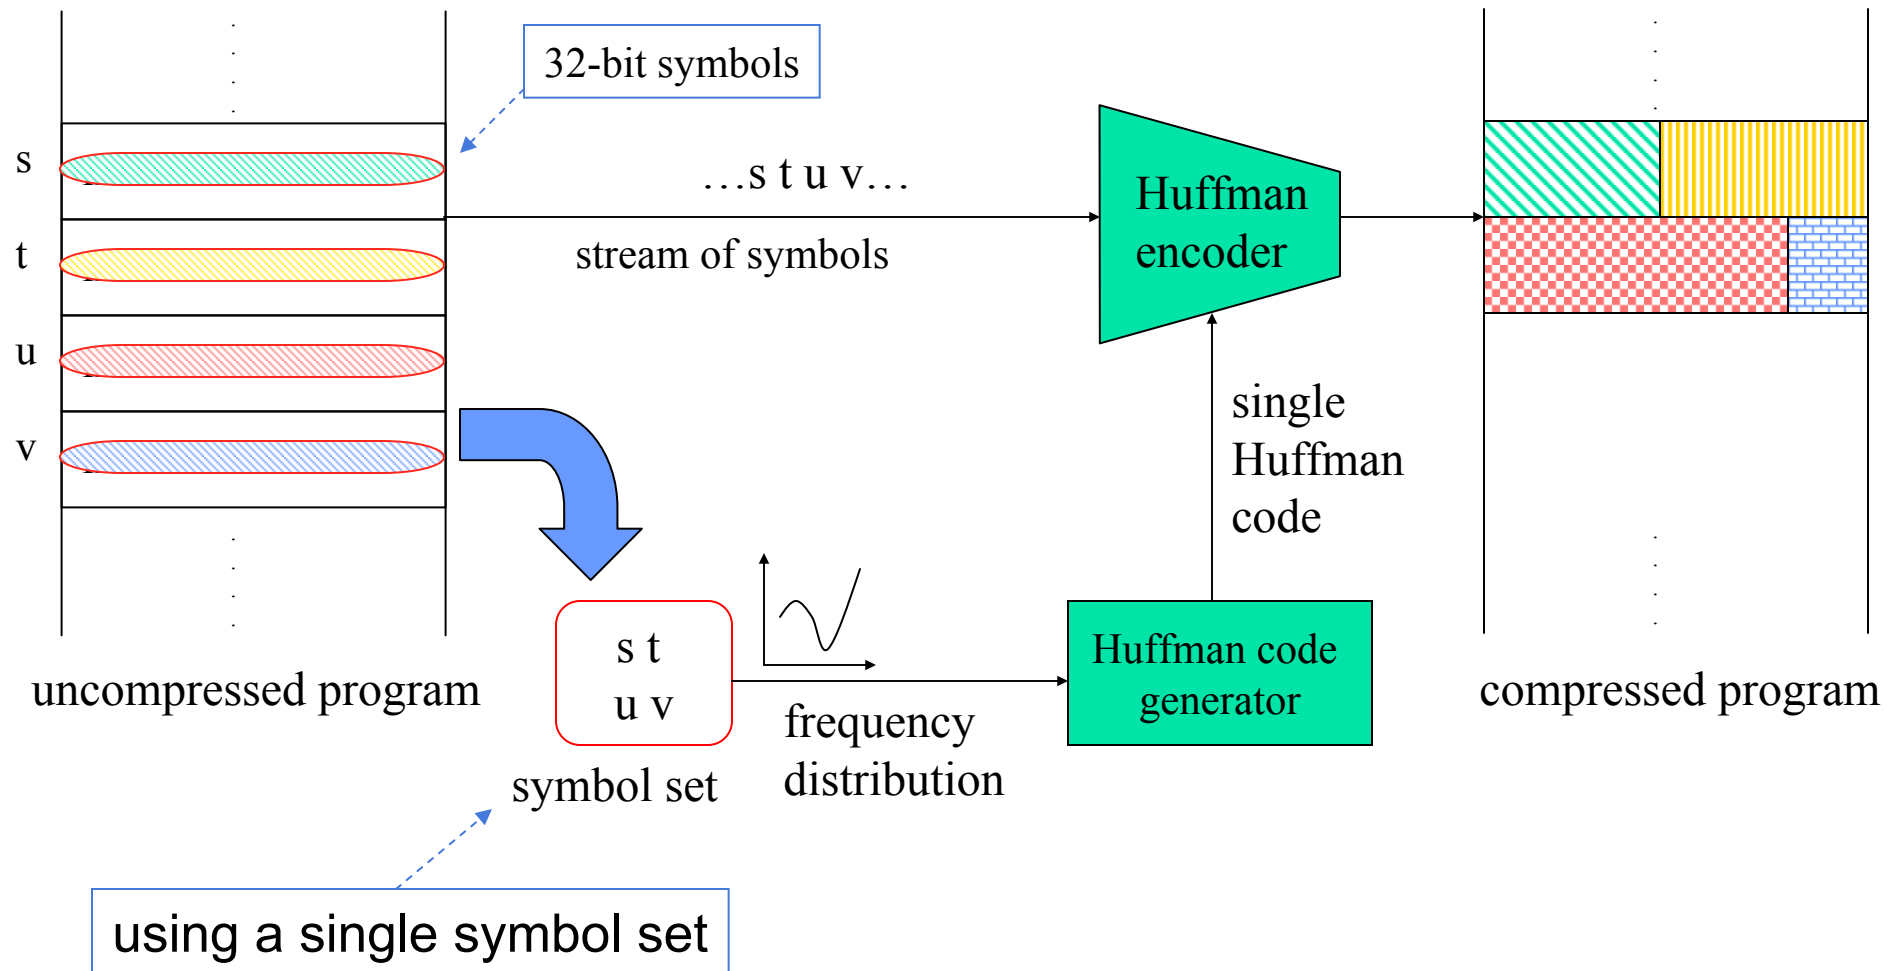 32-bit symbols
s
t
u
v
…s t u v…
stream of symbols
Huffman
encoder
single
Huffman
code
s t
u v
symbol set
frequency
distribution
Huffman code
generator
uncompressed program
compressed program
using a single symbol set